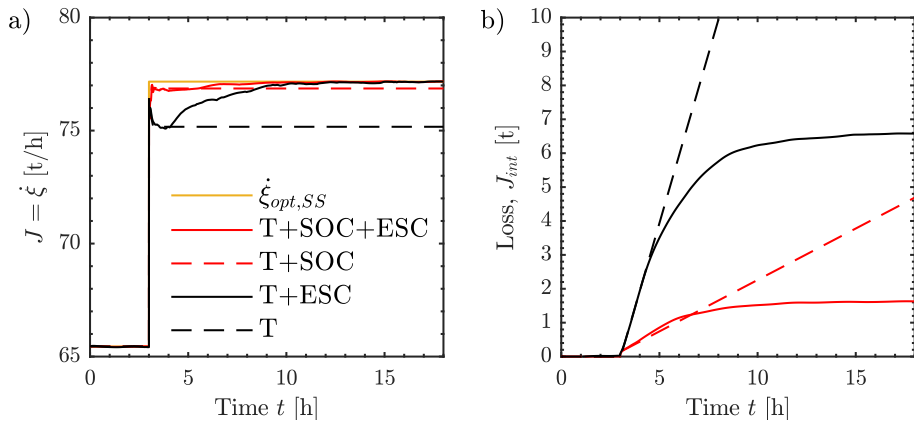 a)
J = ξ̇ [t/h]
80
75
70
65
0
5
10
15
Time t [h]
ξ̇opt,SS
T+SOC+ESC
T+SOC
T+ESC
T
b)
Loss, Jint [t]
10
9
8
7
6
5
4
3
2
1
0
0
5
10
15
Time t [h]